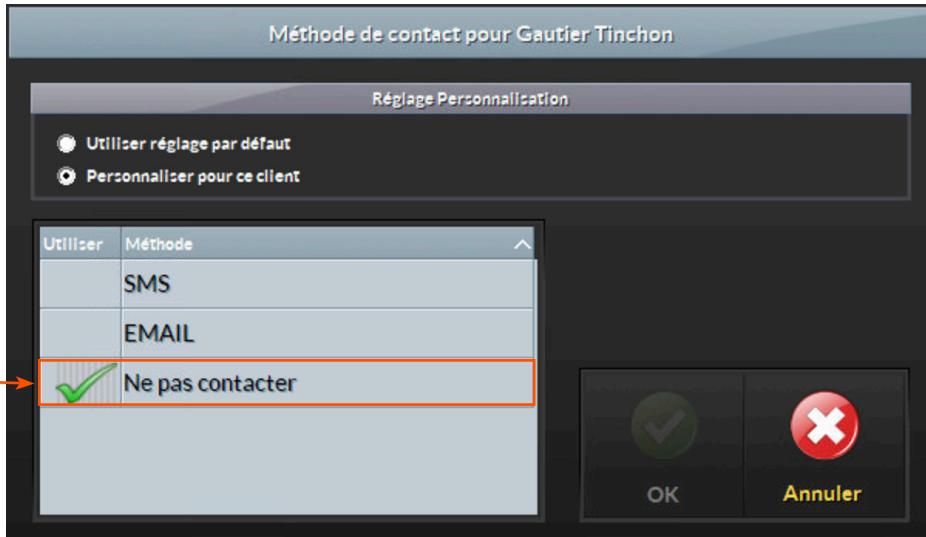 Méthode de contact pour Gautier Tinchon
Réglage Personnalisation
Utiliser réglage par défaut
Personnaliser pour ce client
Utiliser Méthode
SMS
EMAIL
Ne pas contacter
OK Annuler